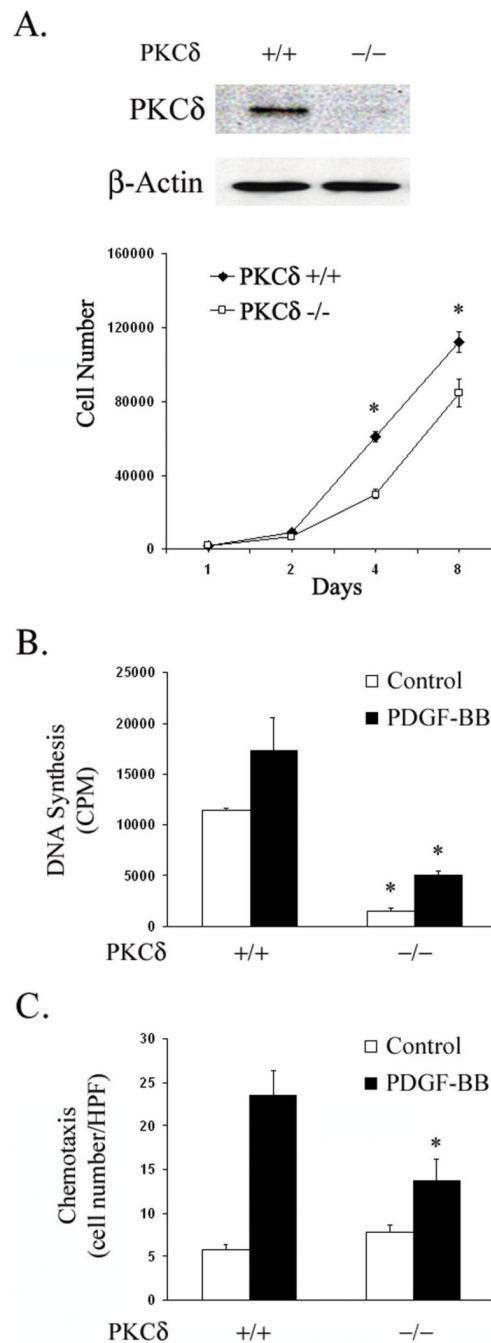 A.
PKCδ +/+ −/−
PKCδ
β-Actin
160000
PKCδ +/+
PKCδ -/-
*
120000
*
80000
40000
0
Cell Number
1 2 4 8
Days
B.
25000
Control
20000
PDGF-BB
15000
10000
5000
* *
0
DNA Synthesis
(CPM)
PKCδ +/+ −/−
C.
30
Control
25
PDGF-BB
20
15
*
10
5
0
Chemotaxis
(cell number/HPF)
PKCδ +/+ −/−